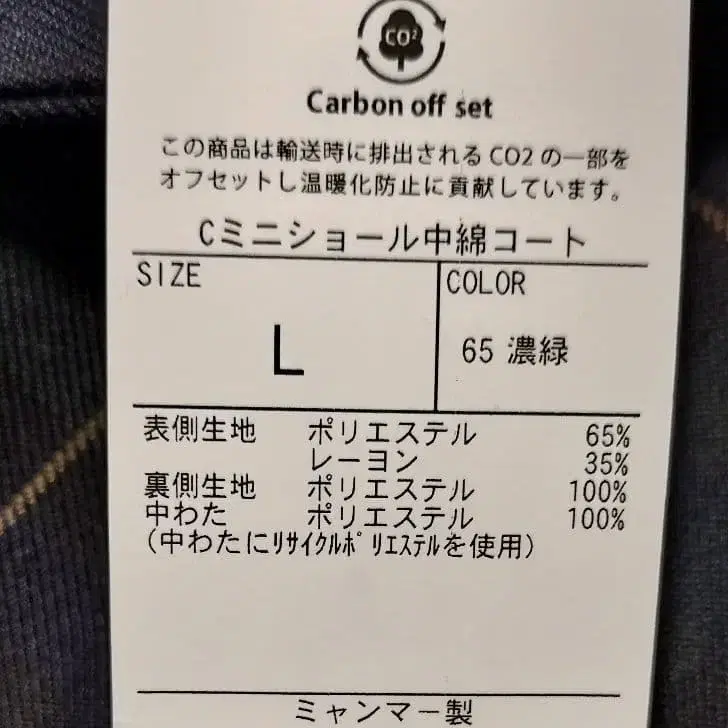 CO²
Carbon off set
この商品は輸送時に排出されるCO2の一部を
オフセットし温暖化防止に貢献しています。
Cミニショール中綿コート
SIZE COLOR
L 65 濃緑
表側生地 ポリエステル 65%
レーヨン 35%
裏側生地 ポリエステル 100%
中わた ポリエステル 100%
(中わたにﾘｻｲｸﾙﾎﾟﾘｴｽﾃﾙを使用)
ミャンマー製